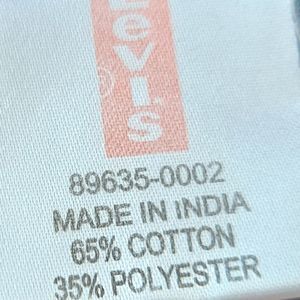 Levi's
®
89635-0002
MADE IN INDIA
65% COTTON
35% POLYESTER